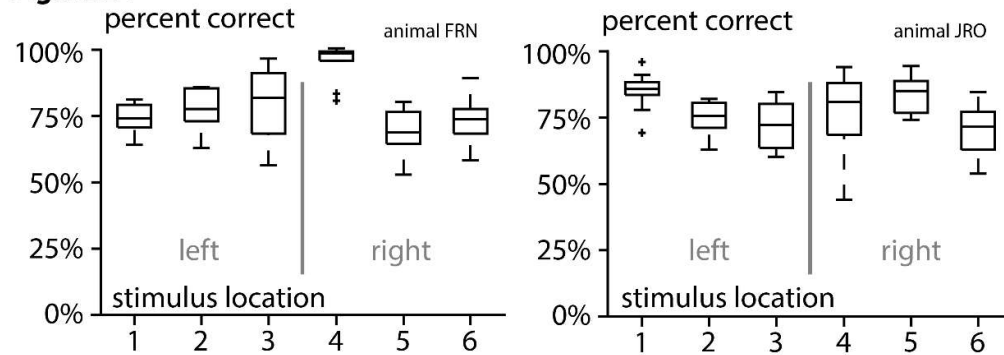 percent correct
animal FRN
100%
75%
50%
25%
0%
left
right
stimulus location
1 2 3 4 5 6
percent correct
animal JRO
100%
75%
50%
25%
0%
left
right
stimulus location
1 2 3 4 5 6